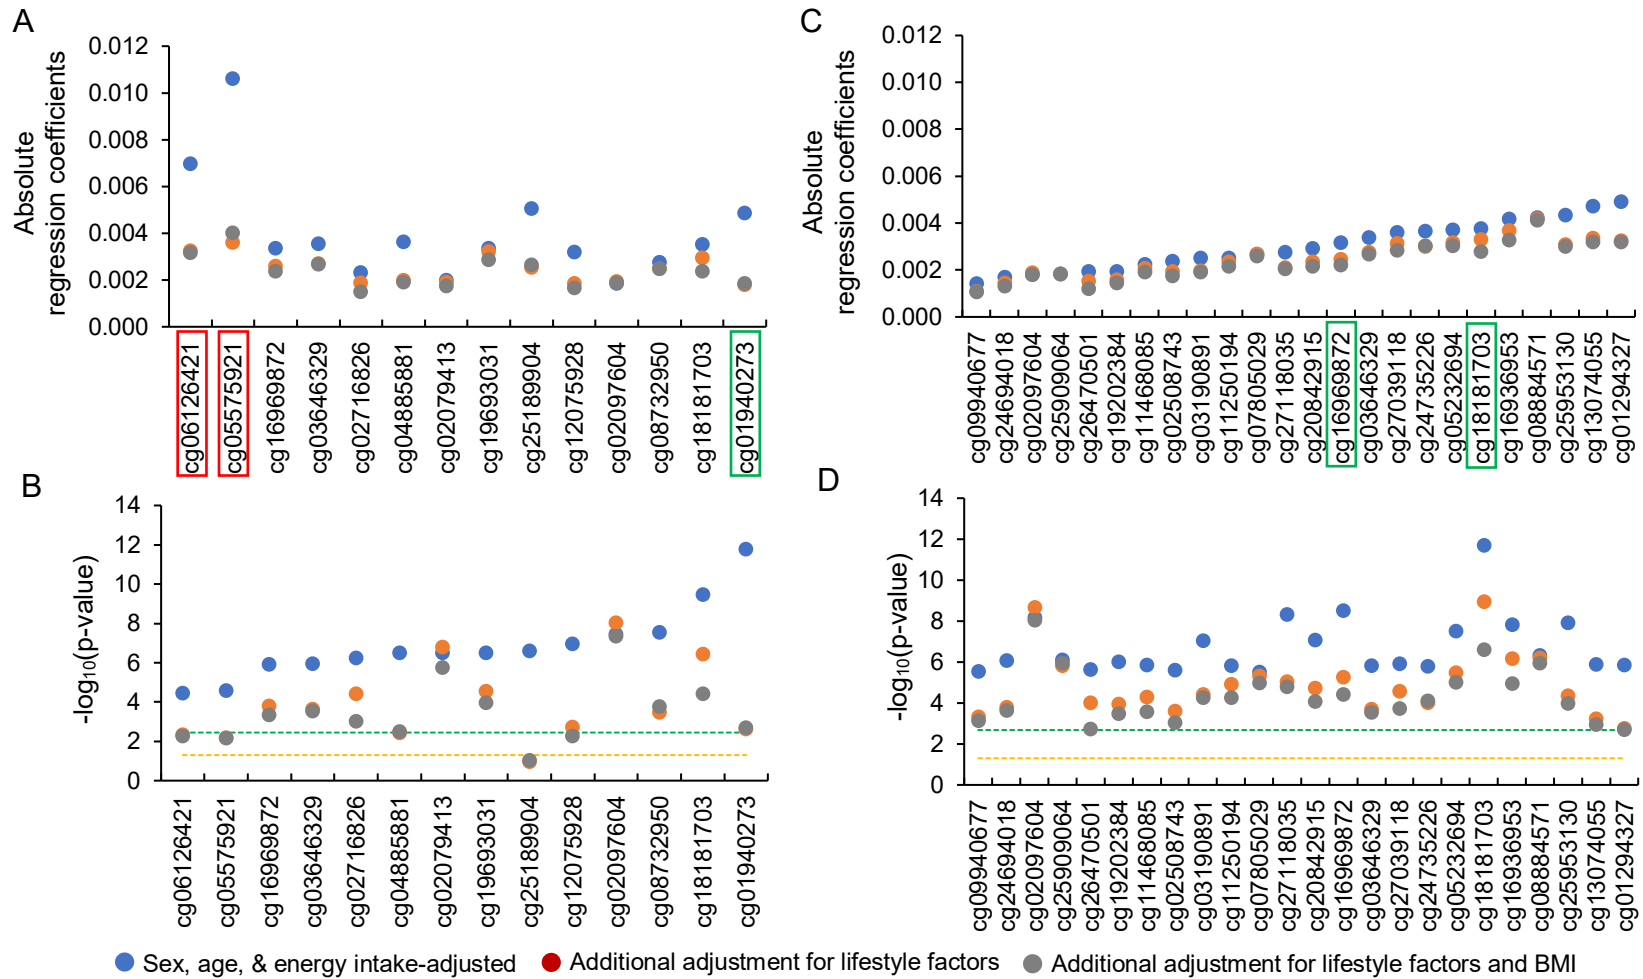 A
0.012
0.010
0.008
0.006
0.004
0.002
0.000
Absolute
regression coefficients
cg06126421
cg05575921
cg16969872
cg03646329
cg02716826
cg04885881
cg02079413
cg19693031
cg25189904
cg12075928
cg02097604
cg08732950
cg18181703
cg01940273
B
14
12
10
8
6
4
2
0
-log10(p-value)
cg06126421
cg05575921
cg16969872
cg03646329
cg02716826
cg04885881
cg02079413
cg19693031
cg25189904
cg12075928
cg02097604
cg08732950
cg18181703
cg01940273
C
0.012
0.010
0.008
0.006
0.004
0.002
0.000
Absolute
regression coefficients
cg09940677
cg24694018
cg02097604
cg25909064
cg26470501
cg19202384
cg11468085
cg02508743
cg03190891
cg11250194
cg07805029
cg27118035
cg20842915
cg16969872
cg03646329
cg27039118
cg24735226
cg05232694
cg18181703
cg16936953
cg08884571
cg25953130
cg13074055
cg01294327
D
14
12
10
8
6
4
2
0
-log₁₀(p-value)
cg09940677
cg24694018
cg02097604
cg25909064
cg26470501
cg19202384
cg11468085
cg02508743
cg03190891
cg11250194
cg07805029
cg27118035
cg20842915
cg16969872
cg03646329
cg27039118
cg24735226
cg05232694
cg18181703
cg16936953
cg08884571
cg25953130
cg13074055
cg01294327
Sex, age, & energy intake-adjusted
Additional adjustment for lifestyle factors
Additional adjustment for lifestyle factors and BMI